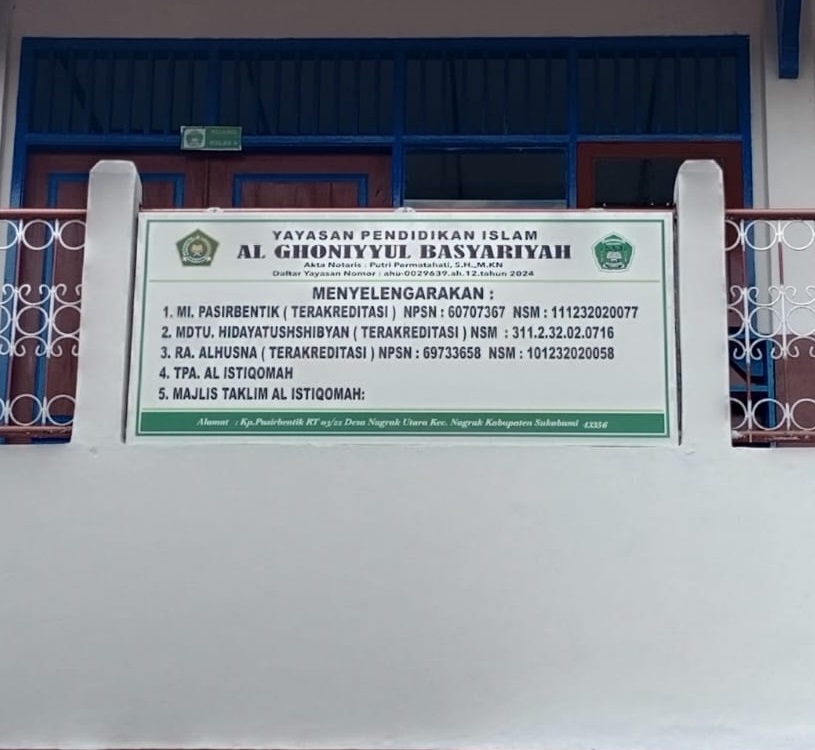 YAYASAN PENDIDIKAN ISLAM
AL GHONIYYUL BASYARIYAH
Akta Notaris : Putri Permatahati, S.H.,M.KN
Daftar Yayasan Nomor : ahu-0029639.ah.12.tahun 2024
MENYELENGARAKAN :
1. MI. PASIRBENTIK ( TERAKREDITASI ) NPSN : 60707367 NSM : 111232020077
2. MDTU. HIDAYATUSHSHIBYAN ( TERAKREDITASI ) NSM : 311.2.32.02.0716
3. RA. ALHUSNA ( TERAKREDITASI ) NPSN : 69733658 NSM : 101232020058
4. TPA. AL ISTIQOMAH
5. MAJLIS TAKLIM AL ISTIQOMAH:
Alamat : Kp.Pasirbentik RT 03/11 Desa Nagrak Utara Kec. Nagrak Kabupaten Sukabumi 43356